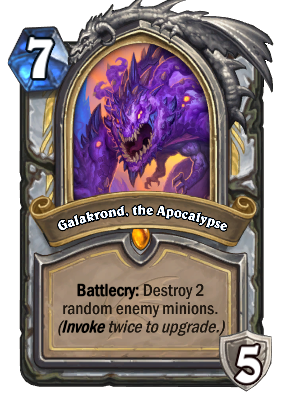 7
Galakrond, the Apocalypse
Battlecry: Destroy 2
random enemy minions.
(Invoke twice to upgrade.)
5